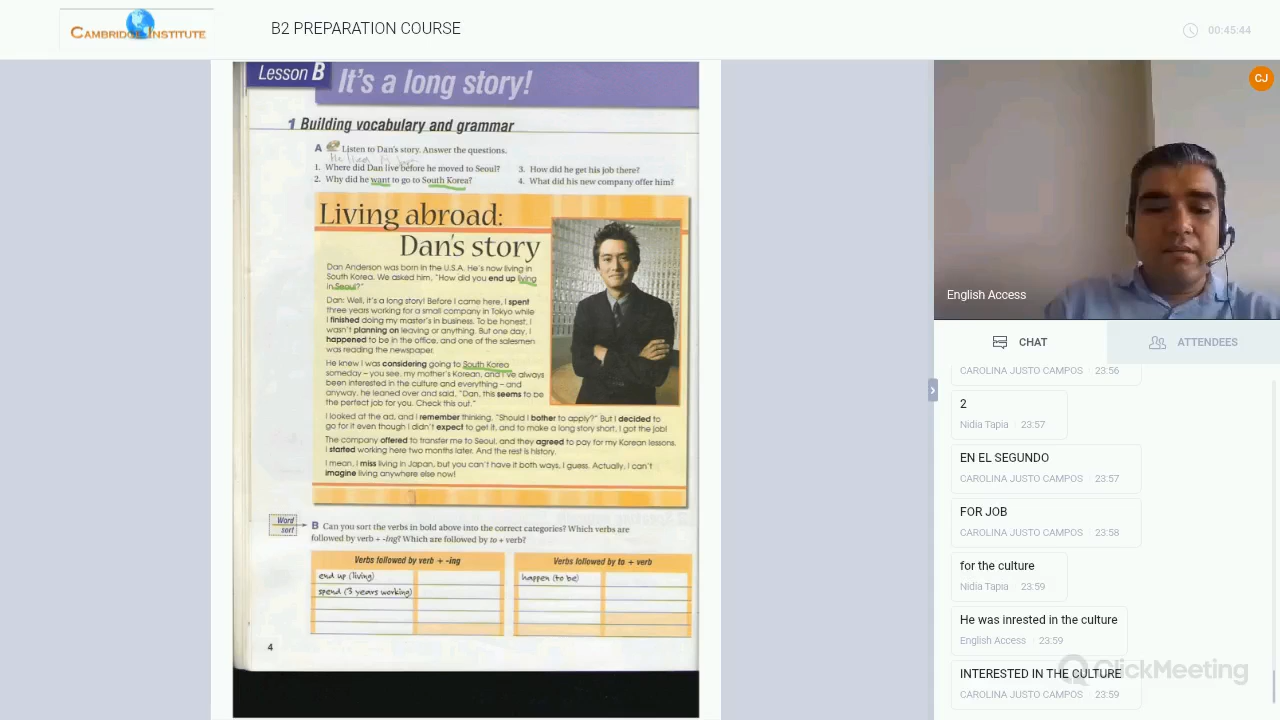 CAMBRIDGE INSTITUTE
B2 PREPARATION COURSE
00:45:44
Lesson B
It's a long story!
1 Building vocabulary and grammar
A Listen to Dan's story. Answer the questions.
1. Where did Dan live before he moved to Seoul?
2. Why did he want to go to South Korea?
3. How did he get his job there?
4. What did his new company offer him?
Living abroad:
Dan's story
Dan Anderson was born in the U.S.A. He's now living in
South Korea. We asked him, "How did you end up living
in Seoul?"
Dan: Well, it's a long story! Before I came here, I spent
three years working for a small company in Tokyo while
I finished doing my master's in business. To be honest, I
wasn't planning on leaving or anything. But one day, I
happened to be in the office, and one of the salesmen
was reading the newspaper.
He knew I was considering going to South Korea
someday – you see, my mother's Korean, and I've always
been interested in the culture and everything – and
anyway, he leaned over and said, "Dan, this seems to be
the perfect job for you. Check this out."
I looked at the ad, and I remember thinking, "Should I bother to apply?" But I decided to
go for it even though I didn't expect to get it, and to make a long story short, I got the job!
The company offered to transfer me to Seoul, and they agreed to pay for my Korean lessons.
I started working here two months later. And the rest is history.
I mean, I miss living in Japan, but you can't have it both ways, I guess. Actually, I can't
imagine living anywhere else now!
Word
sort
B Can you sort the verbs in bold above into the correct categories? Which verbs are
followed by verb + -ing? Which are followed by to + verb?
Verbs followed by verb + -ing
end up (living)
spend (3 years working)
Verbs followed by to + verb
happen (to be)
4
CJ
English Access
CHAT
ATTENDEES
CAROLINA JUSTO CAMPOS 23:56
2
Nidia Tapia 23:57
EN EL SEGUNDO
CAROLINA JUSTO CAMPOS 23:57
FOR JOB
CAROLINA JUSTO CAMPOS 23:58
for the culture
Nidia Tapia 23:59
He was inrested in the culture
English Access 23:59
INTERESTED IN THE CULTURE
CAROLINA JUSTO CAMPOS 23:59
ClickMeeting